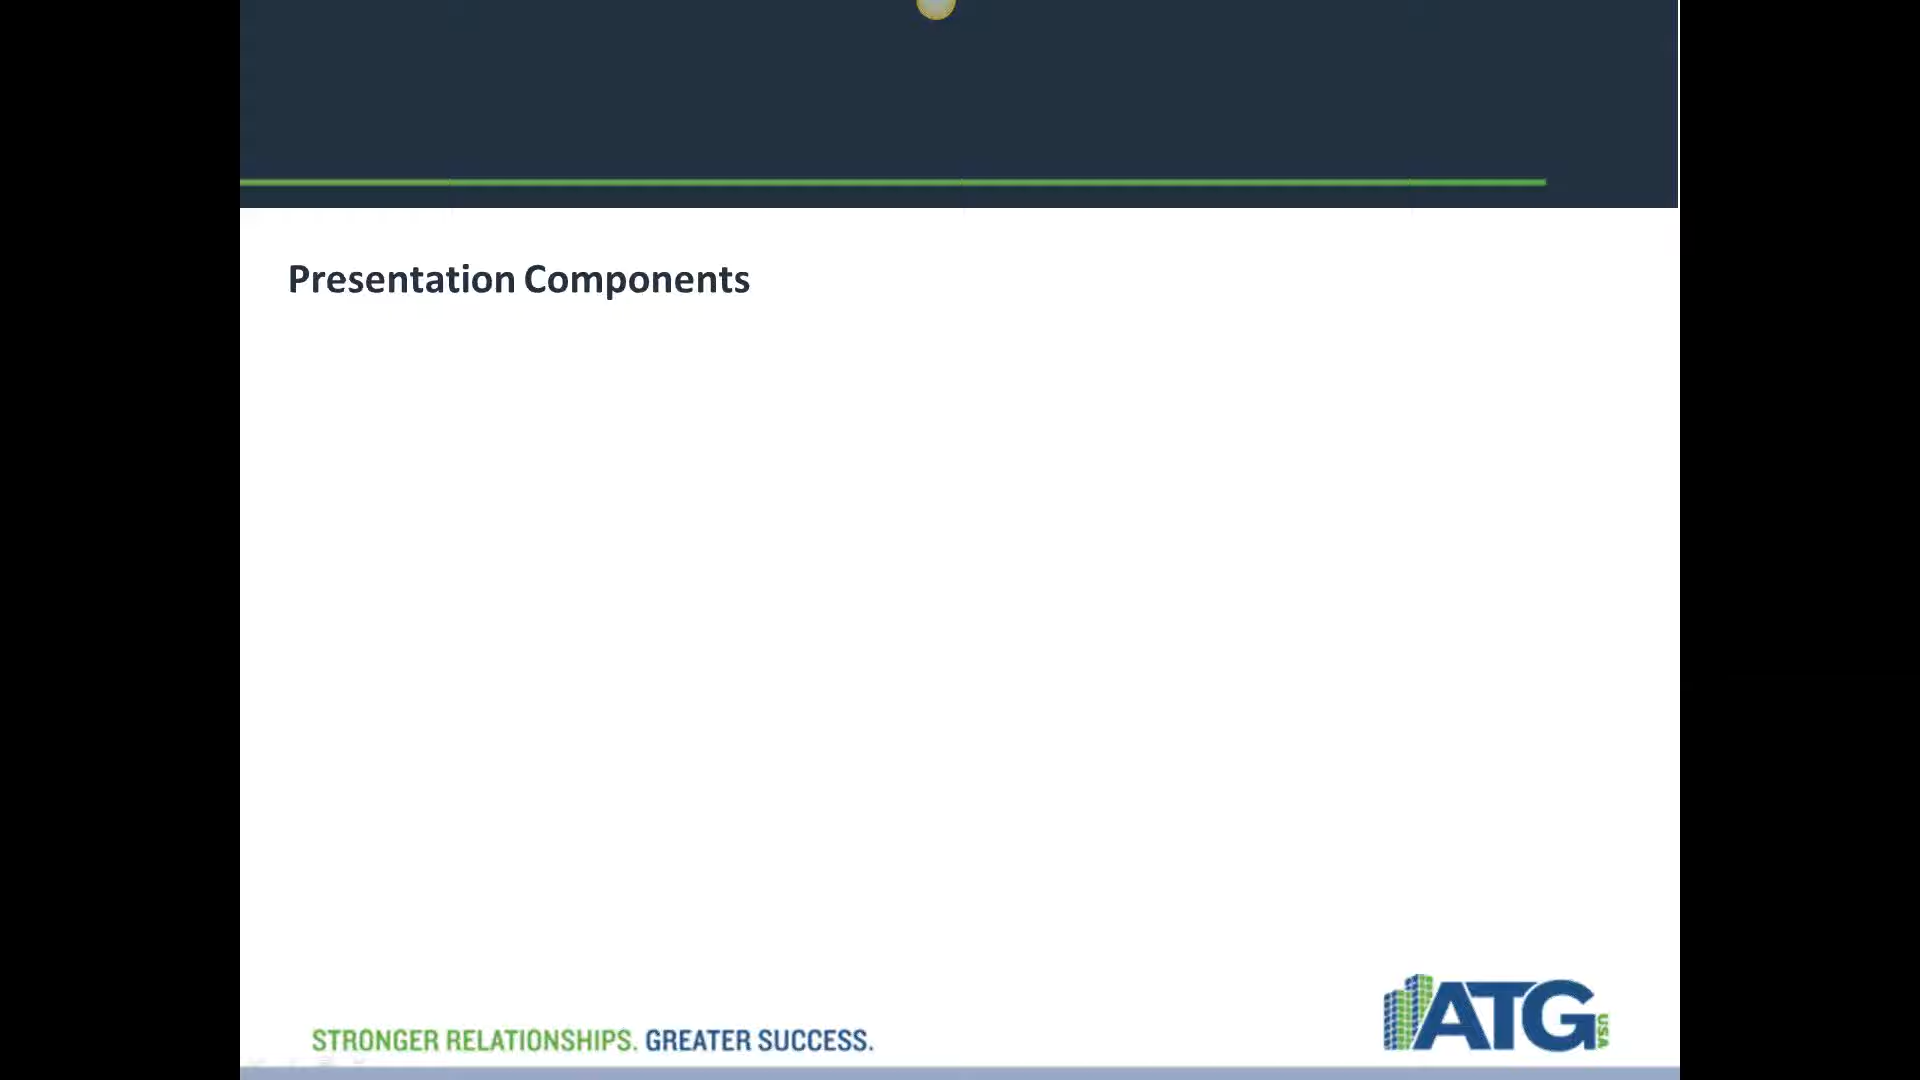 Presentation Components
STRONGER RELATIONSHIPS. GREATER SUCCESS.
ATG USA